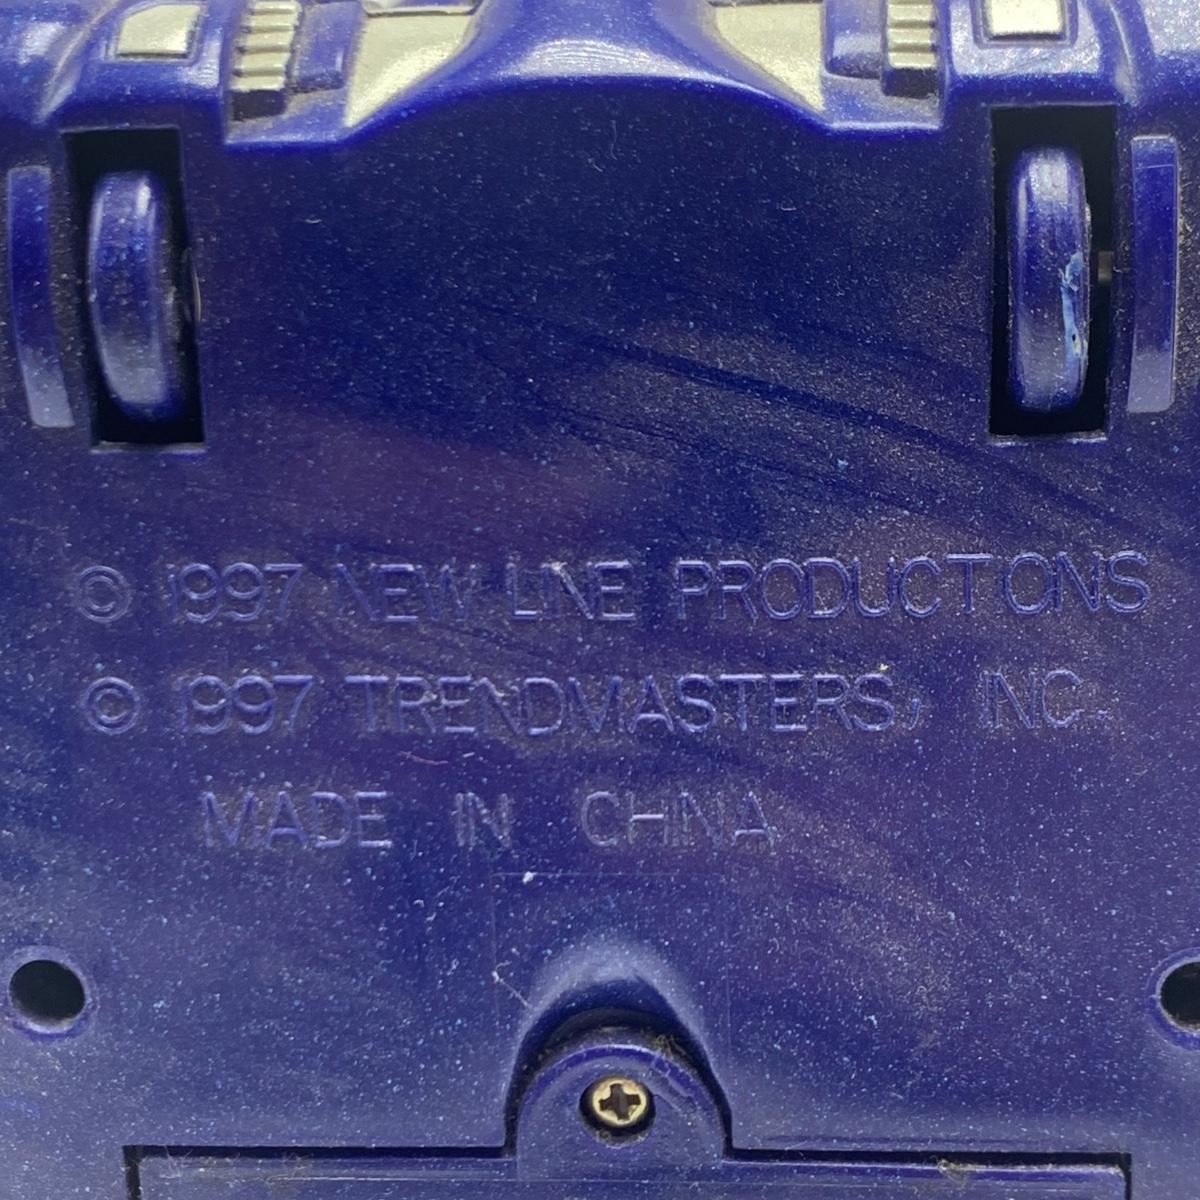 © 1997 NEW LINE PRODUCTIONS
© 1997 TRENDMASTERS, INC.
MADE IN CHINA